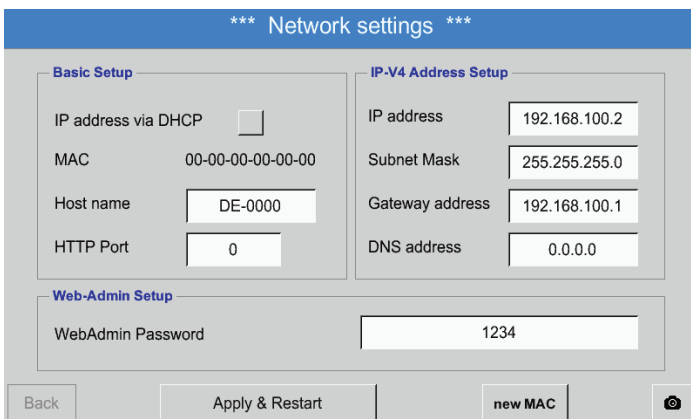 *** Network settings ***
Basic Setup
IP address via DHCP
MAC 00-00-00-00-00-00
Host name DE-0000
HTTP Port 0
IP-V4 Address Setup
IP address 192.168.100.2
Subnet Mask 255.255.255.0
Gateway address 192.168.100.1
DNS address 0.0.0.0
Web-Admin Setup
WebAdmin Password 1234
Back Apply & Restart new MAC